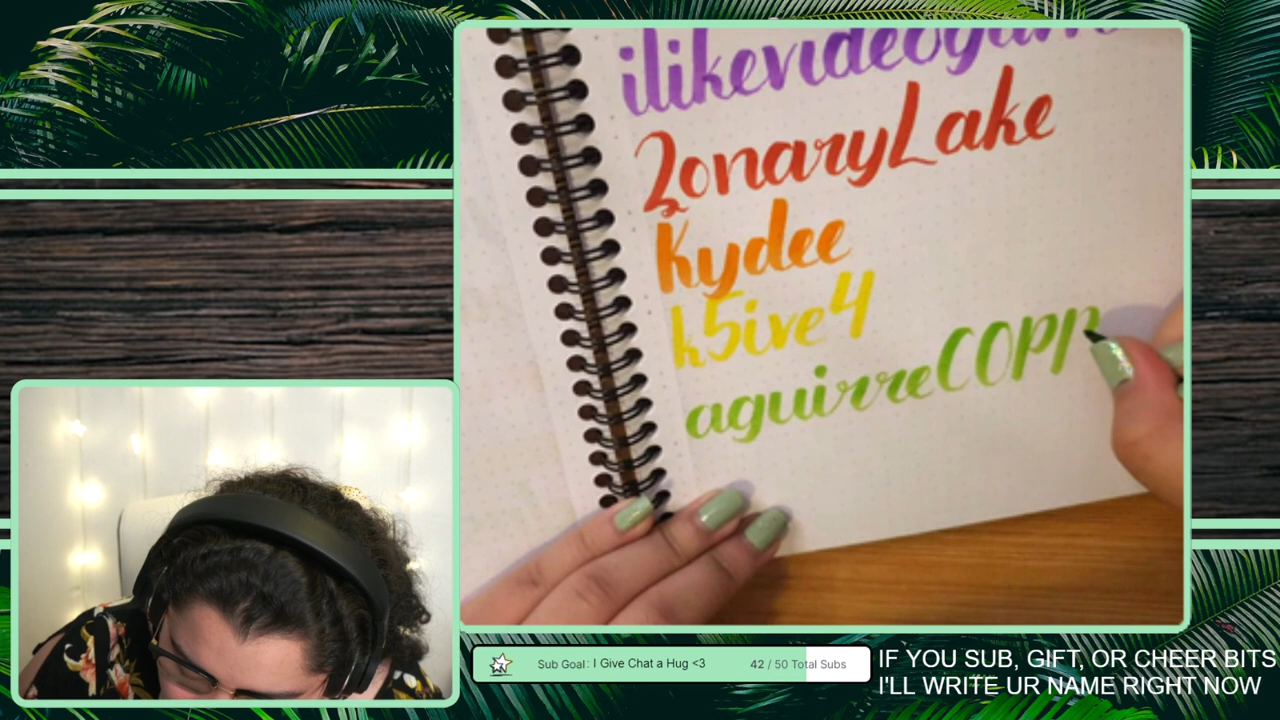 ilikevideogam
2onaryLake
Kydee
k5ive4
aguirreCOPP
Sub Goal: I Give Chat a Hug <3 42 / 50 Total Subs
IF YOU SUB, GIFT, OR CHEER BITS
I'LL WRITE UR NAME RIGHT NOW